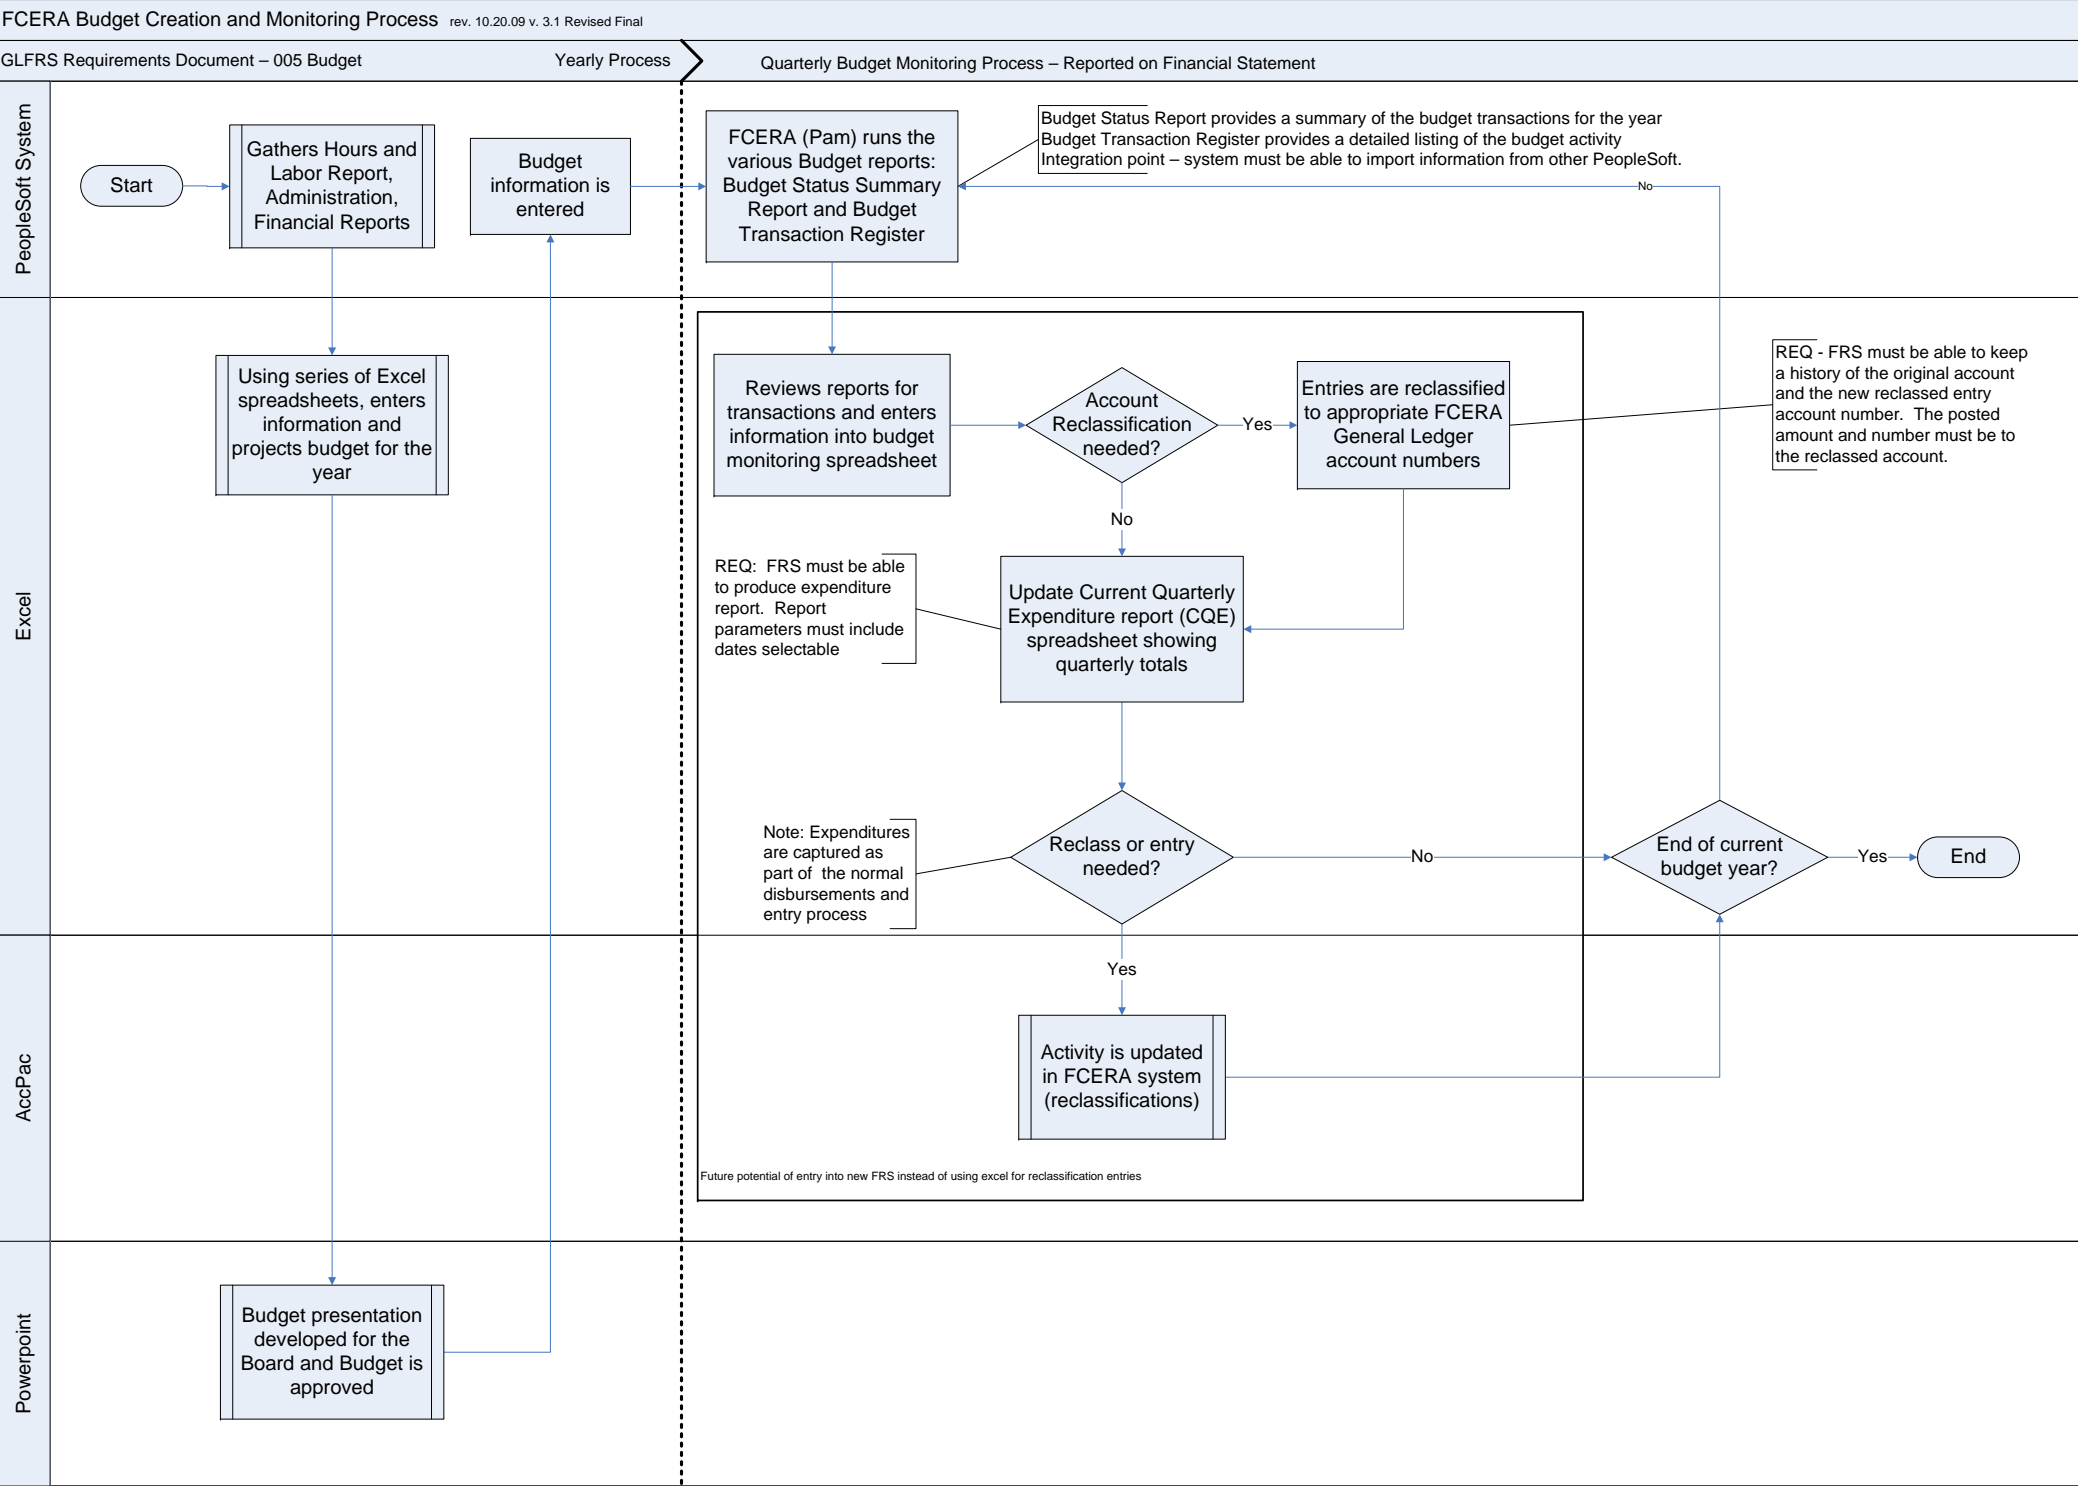 FCERA Budget Creation and Monitoring Process rev. 10.20.09 v. 3.1 Revised Final
GLFRS Requirements Document – 005 Budget
Yearly Process
Quarterly Budget Monitoring Process – Reported on Financial Statement
PeopleSoft System
Start
Gathers Hours and
Labor Report,
Administration,
Financial Reports
Budget
information is
entered
FCERA (Pam) runs the
various Budget reports:
Budget Status Summary
Report and Budget
Transaction Register
Budget Status Report provides a summary of the budget transactions for the year
Budget Transaction Register provides a detailed listing of the budget activity
Integration point – system must be able to import information from other PeopleSoft.
No
Excel
Using series of Excel
spreadsheets, enters
information and
projects budget for the
year
Reviews reports for
transactions and enters
information into budget
monitoring spreadsheet
Account
Reclassification
needed?
Yes
Entries are reclassified
to appropriate FCERA
General Ledger
account numbers
REQ - FRS must be able to keep
a history of the original account
and the new reclassed entry
account number.  The posted
amount and number must be to
the reclassed account.
No
REQ:  FRS must be able
to produce expenditure
report.  Report
parameters must include
dates selectable
Update Current Quarterly
Expenditure report (CQE)
spreadsheet showing
quarterly totals
Note: Expenditures
are captured as
part of  the normal
disbursements and
entry process
Reclass or entry
needed?
No
End of current
budget year?
Yes
End
AccPac
Yes
Activity is updated
in FCERA system
(reclassifications)
Future potential of entry into new FRS instead of using excel for reclassification entries
Powerpoint
Budget presentation
developed for the
Board and Budget is
approved